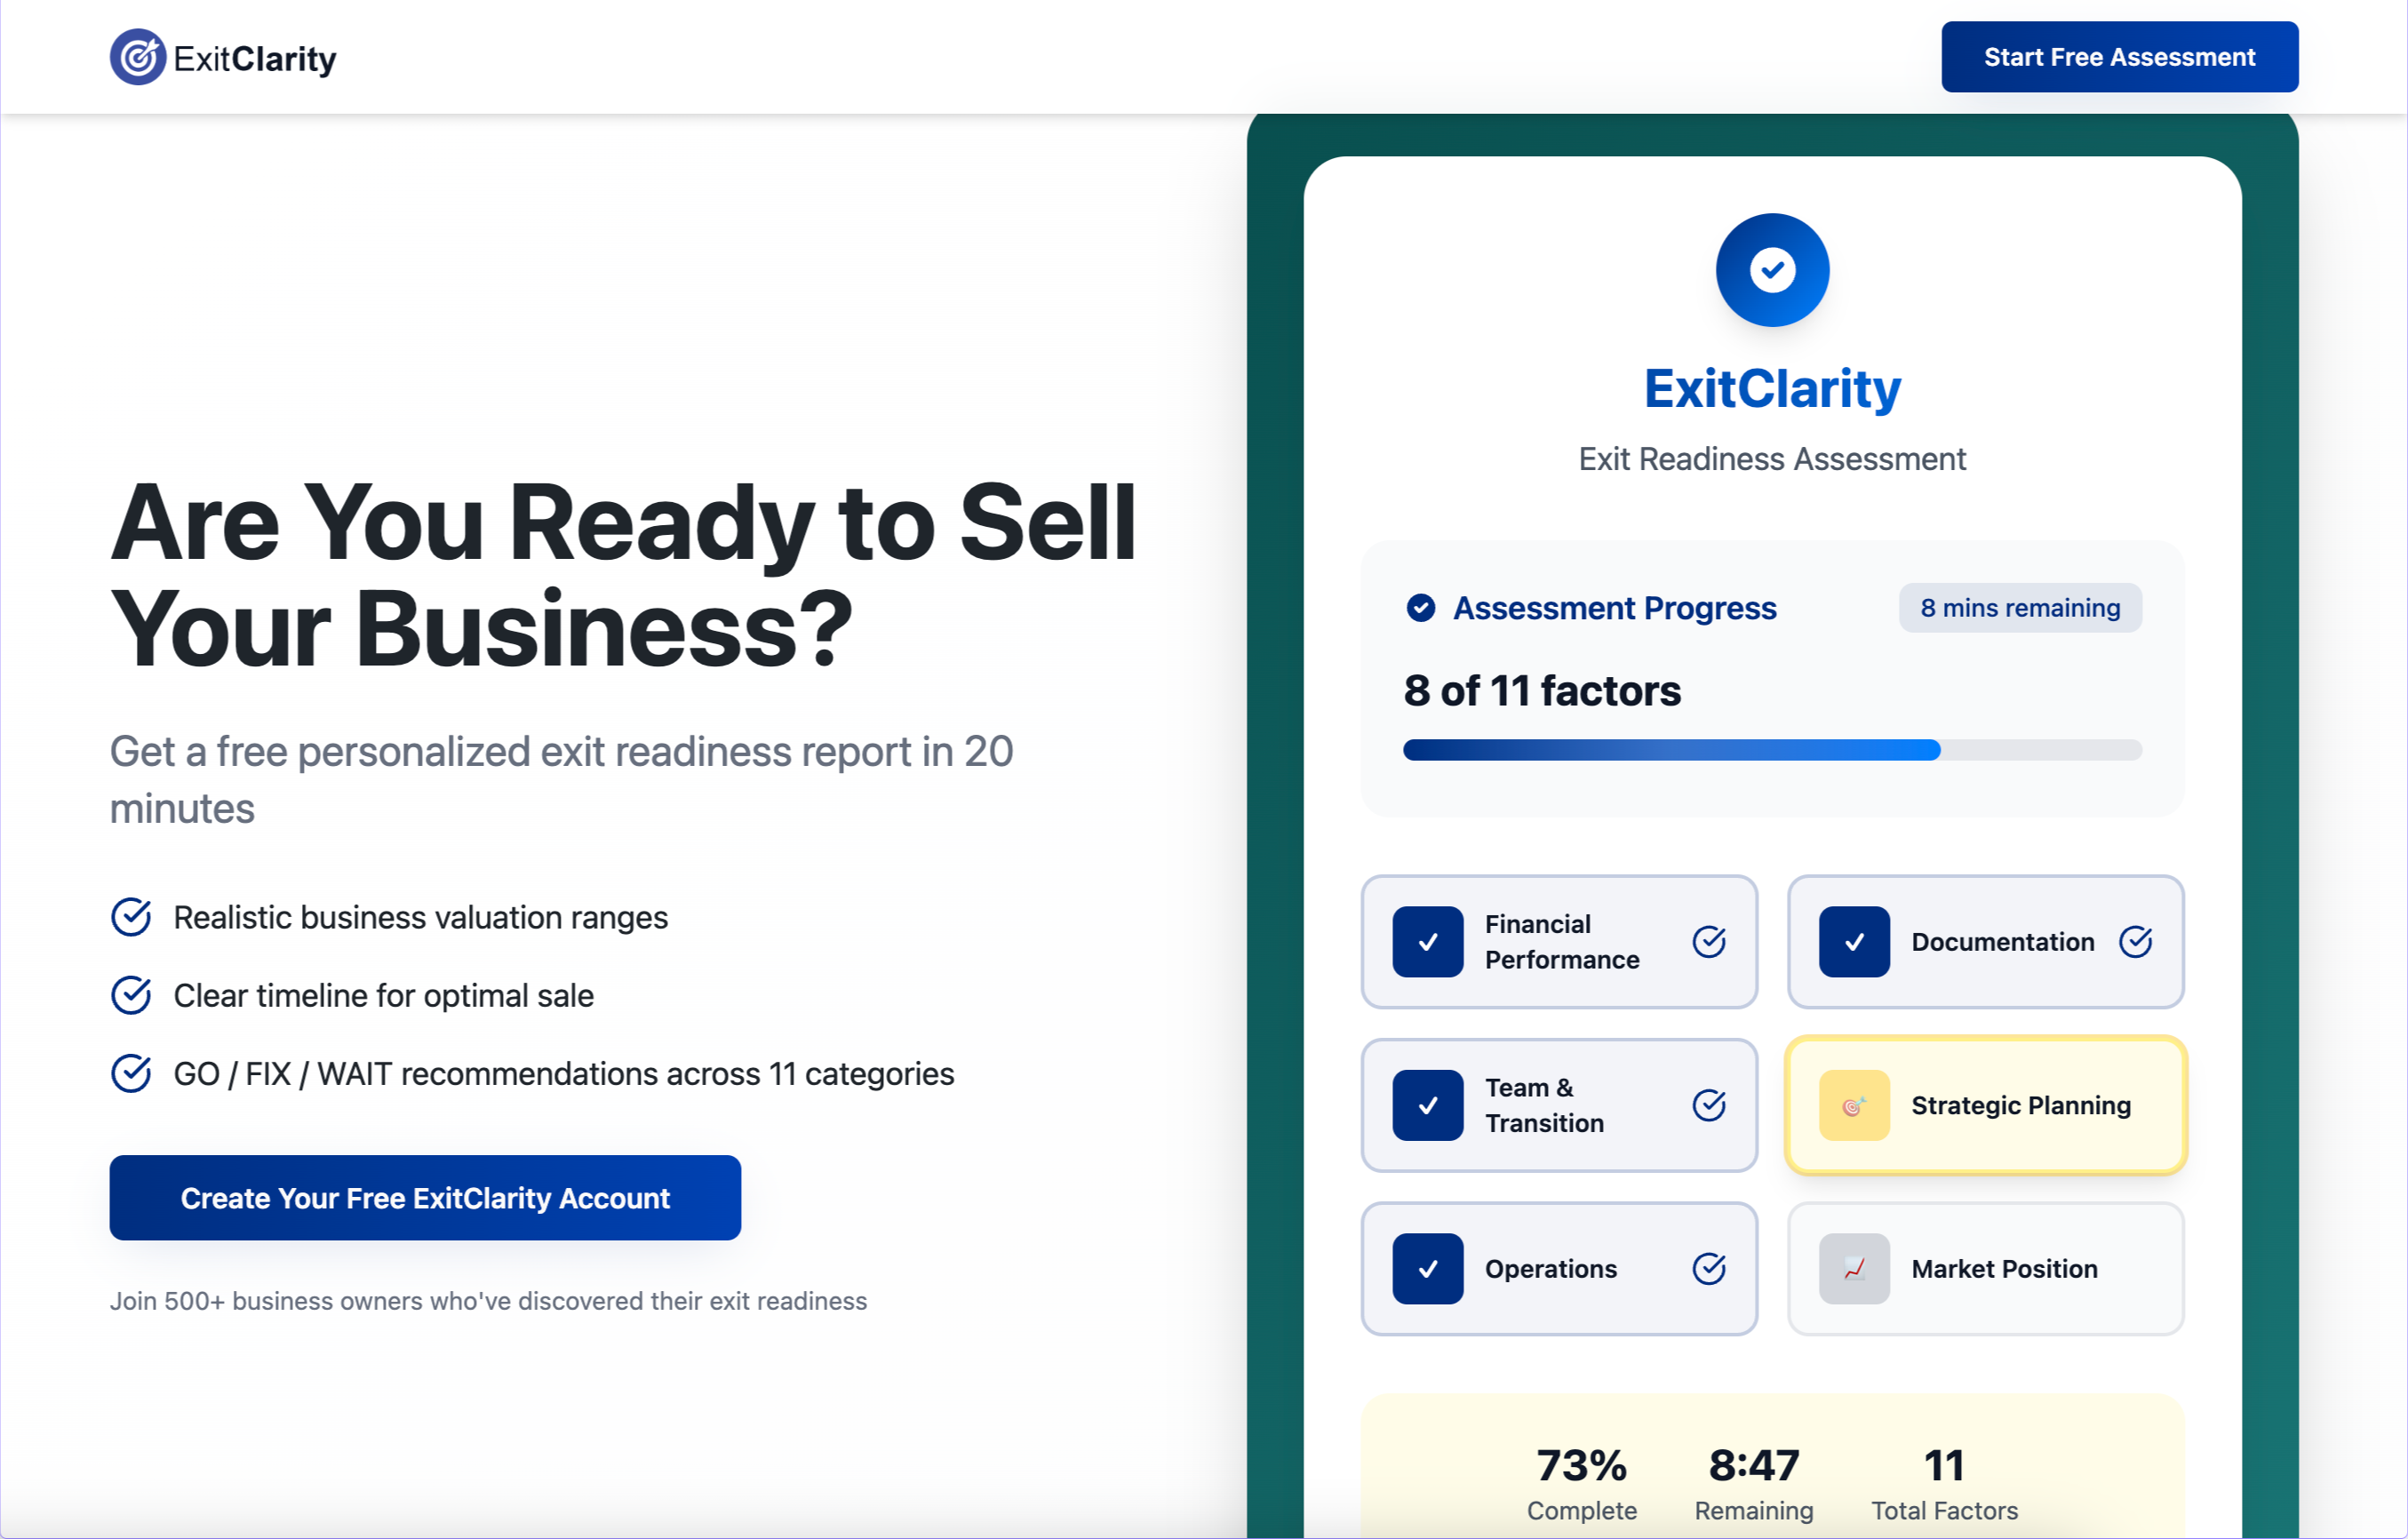 ExitClarity
Start Free Assessment
Are You Ready to Sell
Your Business?
Get a free personalized exit readiness report in 20
minutes
Realistic business valuation ranges
Clear timeline for optimal sale
GO / FIX / WAIT recommendations across 11 categories
Create Your Free ExitClarity Account
Join 500+ business owners who've discovered their exit readiness
ExitClarity
Exit Readiness Assessment
Assessment Progress
8 mins remaining
8 of 11 factors
Financial
Performance
Documentation
Team &
Transition
Strategic Planning
Operations
Market Position
73%
Complete
8:47
Remaining
11
Total Factors